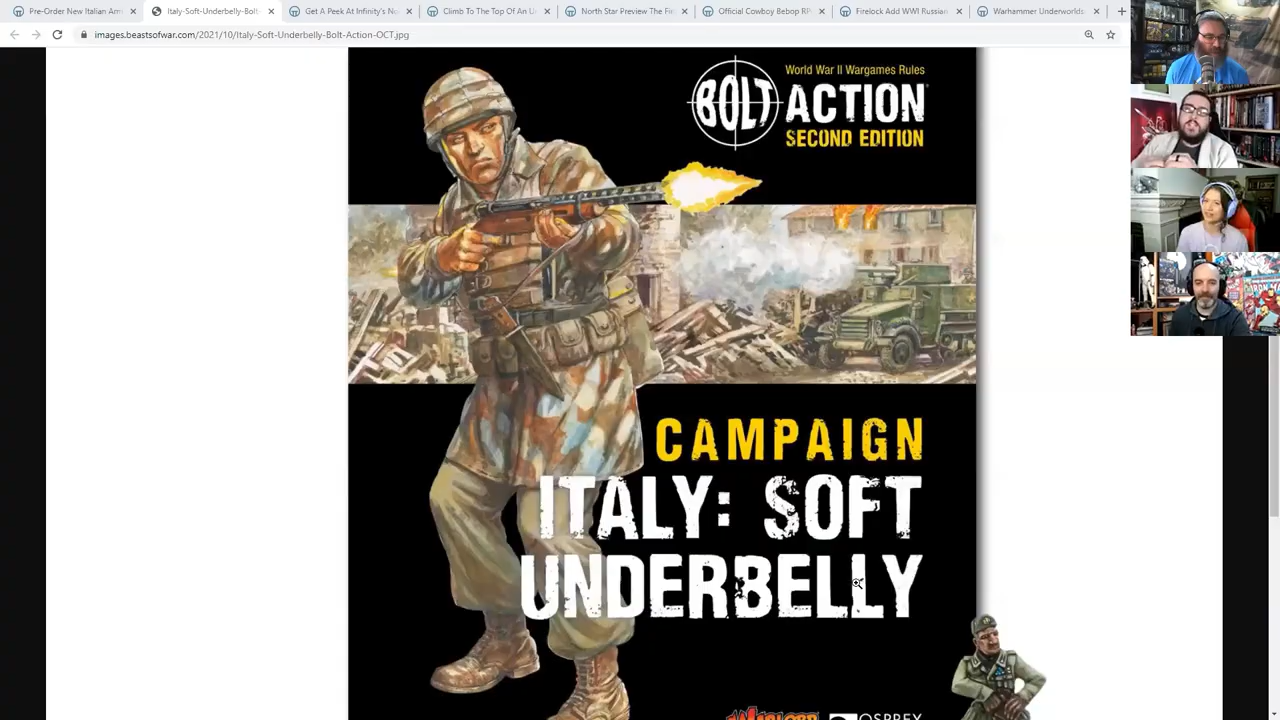 Pre-Order New Italian Arm
Italy-Soft-Underbelly-Bolt-
Get A Peek At Infinity's No
Climb To The Top Of An U
North Star Preview The Fir
Official Cowboy Bebop RP
Firelock Add WWI Russian
Warhammer Underworlds
images.beastsofwar.com/2021/10/Italy-Soft-Underbelly-Bolt-Action-OCT.jpg
World War II Wargames Rules
BOLT ACTION
SECOND EDITION
CAMPAIGN
ITALY: SOFT
UNDERBELLY
WARLORD
OSPREY